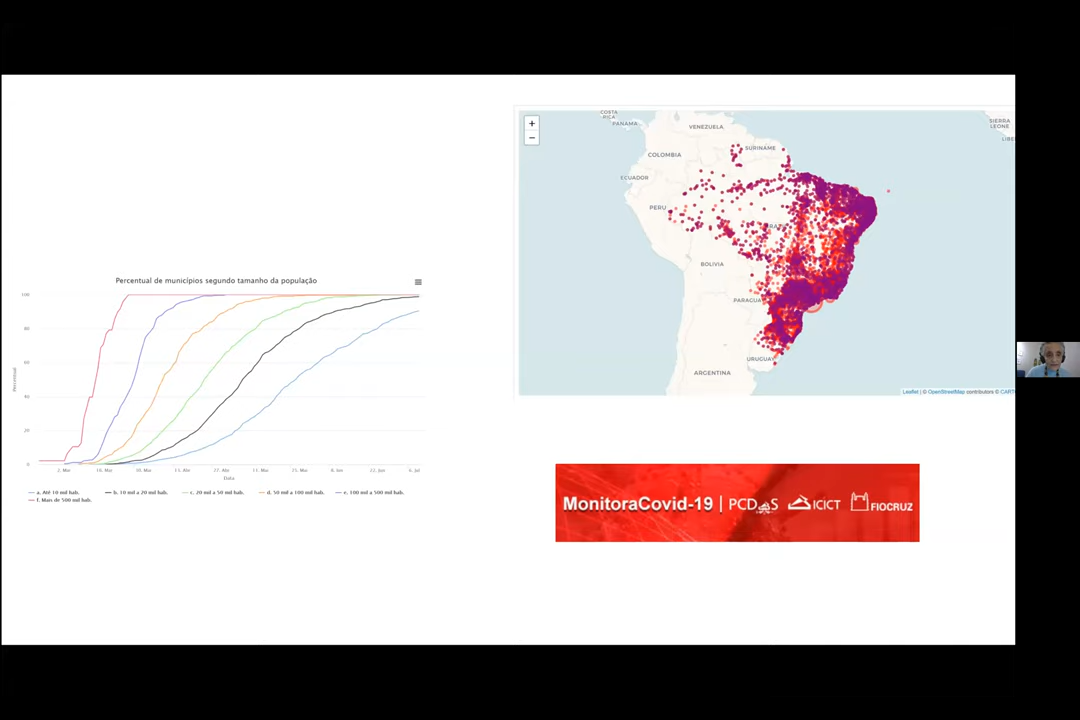 Percentual de municípios segundo tamanho da população
100
80
60
40
20
0
Percentual
2. Mar
16. Mar
30. Mar
13. Abr
27. Abr
11. Mai
25. Mai
8. Jun
22. Jun
6. Jul
Data
a. Até 10 mil hab.
b. 10 mil a 20 mil hab.
c. 20 mil a 50 mil hab.
d. 50 mil a 100 mil hab.
e. 100 mil a 500 mil hab.
f. Mais de 500 mil hab.
+
−
COSTA
RICA
PANAMA
VENEZUELA
SURINAME
COLOMBIA
ECUADOR
PERU
BOLIVIA
PARAGUA
URUGUAY
ARGENTINA
SIERRA
LEONE
LIBE
Leaflet | © OpenStreetMap contributors © CART
MonitoraCovid-19 | PCDaS ICICT FIOCRUZ